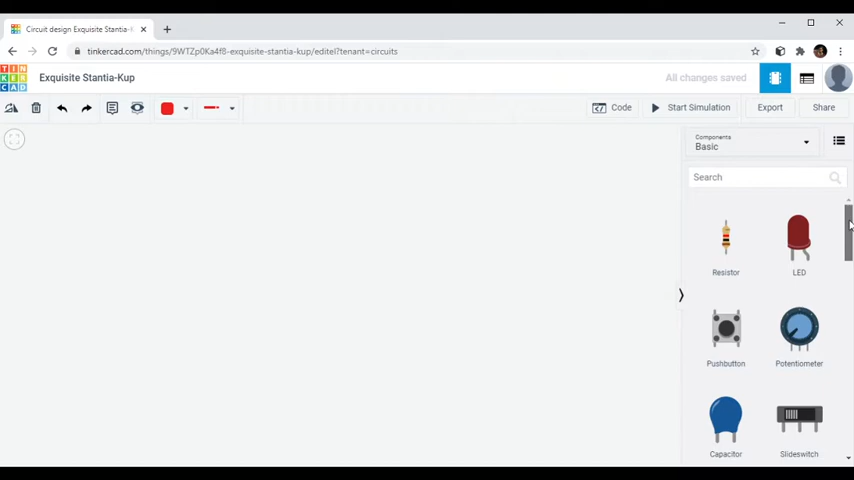 Circuit design Exquisite Stantia-K
tinkercad.com/things/9WTZp0Ka4f8-exquisite-stantia-kup/editel?tenant=circuits
TIN
KER
CAD
Exquisite Stantia-Kup
All changes saved
Code
Start Simulation
Export
Share
Components
Basic
Search
Resistor
LED
Pushbutton
Potentiometer
Capacitor
Slideswitch